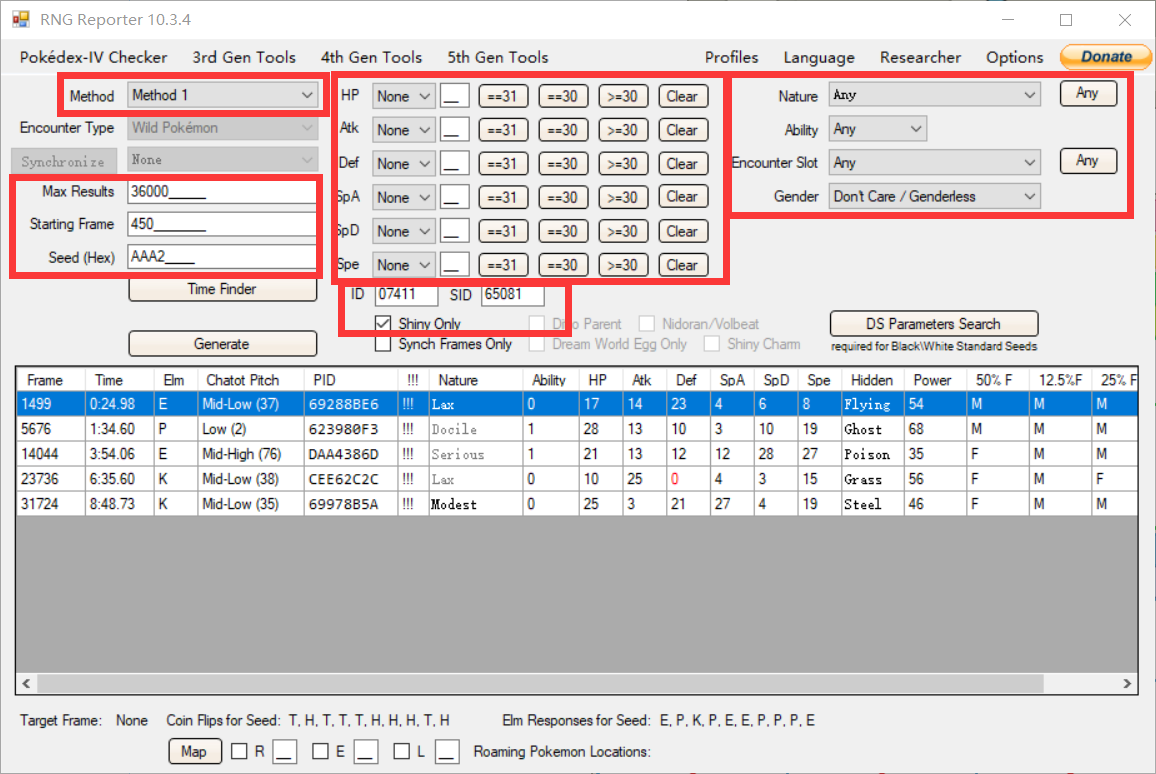 RNG Reporter 10.3.4
Pokédex-IV Checker 3rd Gen Tools 4th Gen Tools 5th Gen Tools Profiles Language Researcher Options Donate
Method Method 1 HP None __ ==31 ==30 >=30 Clear Nature Any Any
Encounter Type Wild Pokémon Atk None __ ==31 ==30 >=30 Clear Ability Any
Synchronize None Def None __ ==31 ==30 >=30 Clear Encounter Slot Any Any
Max Results 36000_____ SpA None __ ==31 ==30 >=30 Clear Gender Don't Care / Genderless
Starting Frame 450_______ SpD None __ ==31 ==30 >=30 Clear
Seed (Hex) AAA2____ Spe None __ ==31 ==30 >=30 Clear
Time Finder ID 07411 SID 65081
Shiny Only Ditto Parent Nidoran/Volbeat DS Parameters Search
Generate Synch Frames Only Dream World Egg Only Shiny Charm required for Black\White Standard Seeds
Frame Time Elm Chatot Pitch PID !!! Nature Ability HP Atk Def SpA SpD Spe Hidden Power 50% F 12.5%F 25% F
1499 0:24.98 E Mid-Low (37) 69288BE6 !!! Lax 0 17 14 23 4 6 8 Flying 54 M M M
5676 1:34.60 P Low (2) 623980F3 !!! Docile 1 28 13 10 3 10 19 Ghost 68 M M M
14044 3:54.06 E Mid-High (76) DAA4386D !!! Serious 1 21 13 12 12 28 27 Poison 35 F M M
23736 6:35.60 K Mid-Low (38) CEE62C2C !!! Lax 0 10 25 0 4 3 15 Grass 56 F M F
31724 8:48.73 K Mid-Low (35) 69978B5A !!! Modest 0 25 3 21 27 4 19 Steel 46 F M M
Target Frame: None Coin Flips for Seed: T, H, T, T, T, H, H, H, T, H Elm Responses for Seed: E, P, K, P, E, E, P, P, P, E
Map R __ E __ L __ Roaming Pokemon Locations: